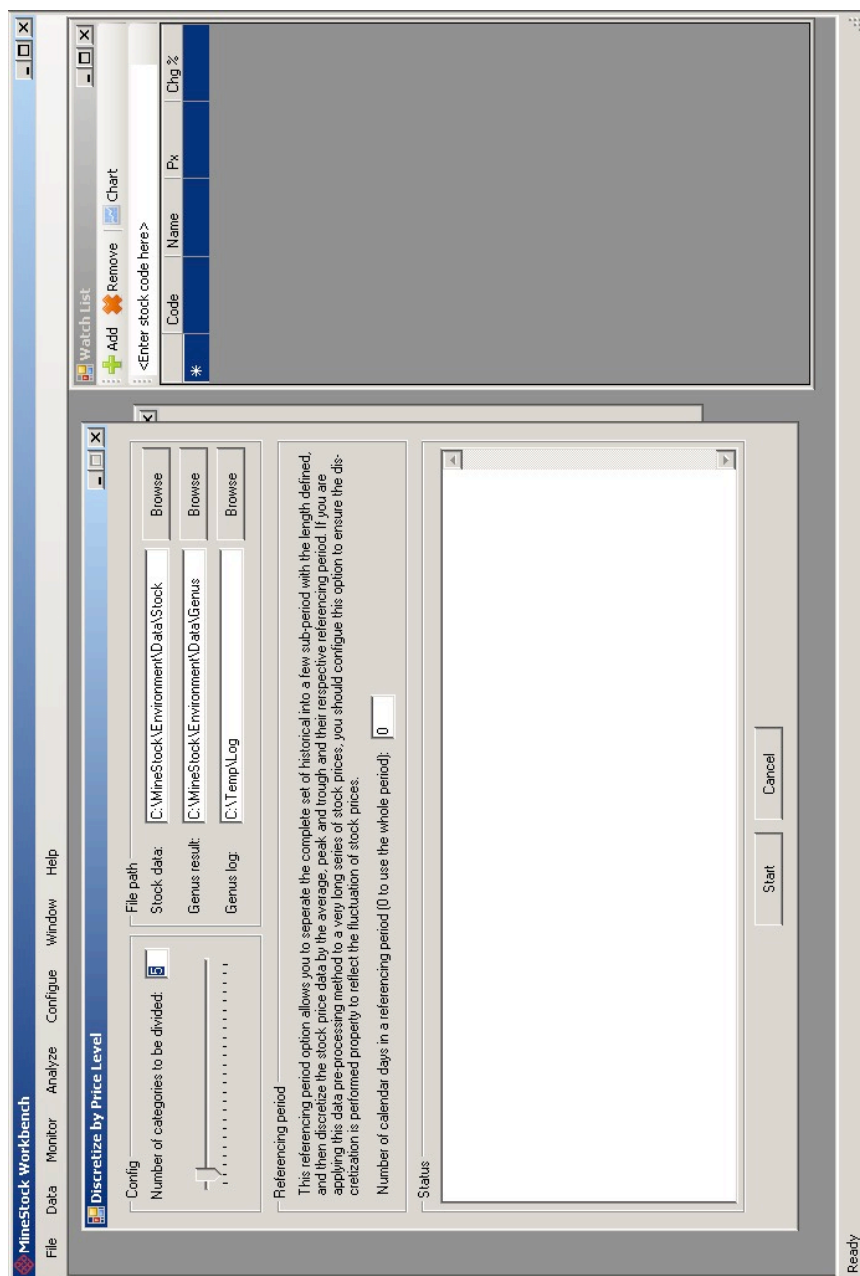 MineStock Workbench
File Data Monitor Analyze Configue Window Help
Discretize by Price Level
Config
Number of categories to be divided: 5
File path
Stock data: C:\MineStock\Environment\Data\Stock Browse
Genus result: C:\MineStock\Environment\Data\Genus Browse
Genus log: C:\Temp\Log Browse
Referencing period
This referencing period option allows you to seperate the complete set of historical into a few sub-period with the length defined,
and then discretize the stock price data by the average, peak and trough and their rerspective referencing period. If you are
applying this data pre-processing method to a very long series of stock prices, you should configue this option to ensure the dis-
cretization is performed property to reflect the fluctuation of stock prices.
Number of calendar days in a referencing period (0 to use the whole period): 0
Status
Start Cancel
Watch List
Add Remove Chart
<Enter stock code here>
Code Name Px Chg %
*
Ready